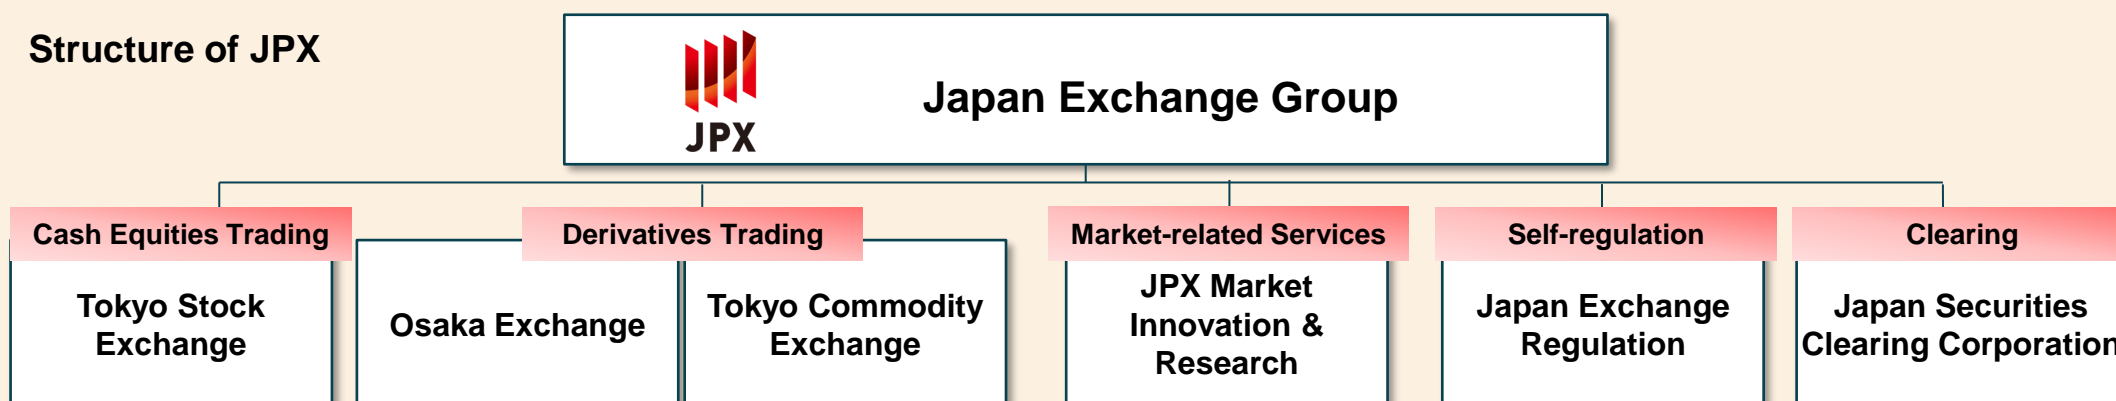 Structure of JPX
JPX
Japan Exchange Group
Cash Equities Trading
Tokyo Stock
Exchange
Derivatives Trading
Osaka Exchange
Tokyo Commodity
Exchange
Market-related Services
JPX Market
Innovation &
Research
Self-regulation
Japan Exchange
Regulation
Clearing
Japan Securities
Clearing Corporation